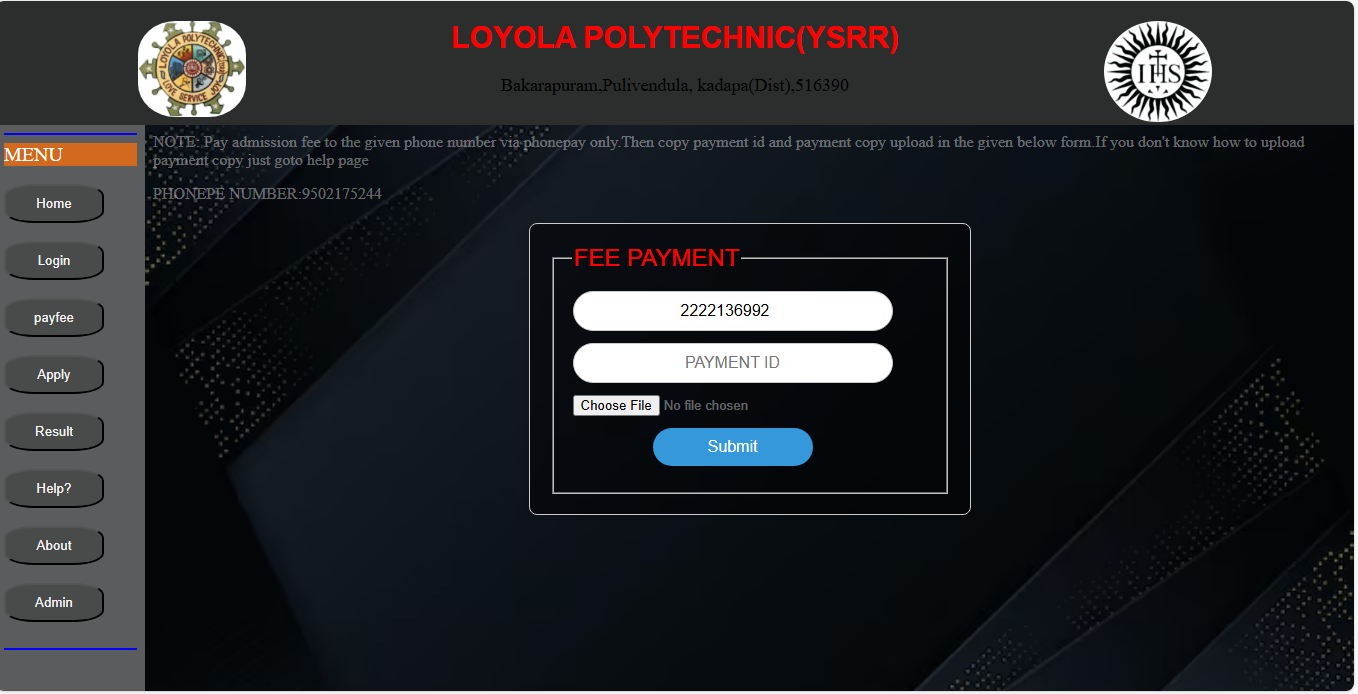 LOYOLA POLYTECHNIC(YSRR)
Bakarapuram,Pulivendula, kadapa(Dist),516390
LOYOLA POLYTECHNIC
LOVE SERVICE JOY
IHS
MENU
Home
Login
payfee
Apply
Result
Help?
About
Admin
NOTE: Pay admission fee to the given phone number via phonepay only.Then copy payment id and payment copy upload in the given below form.If you don't know how to upload
payment copy just goto help page
PHONEPE NUMBER:9502175244
FEE PAYMENT
2222136992
PAYMENT ID
Choose File No file chosen
Submit